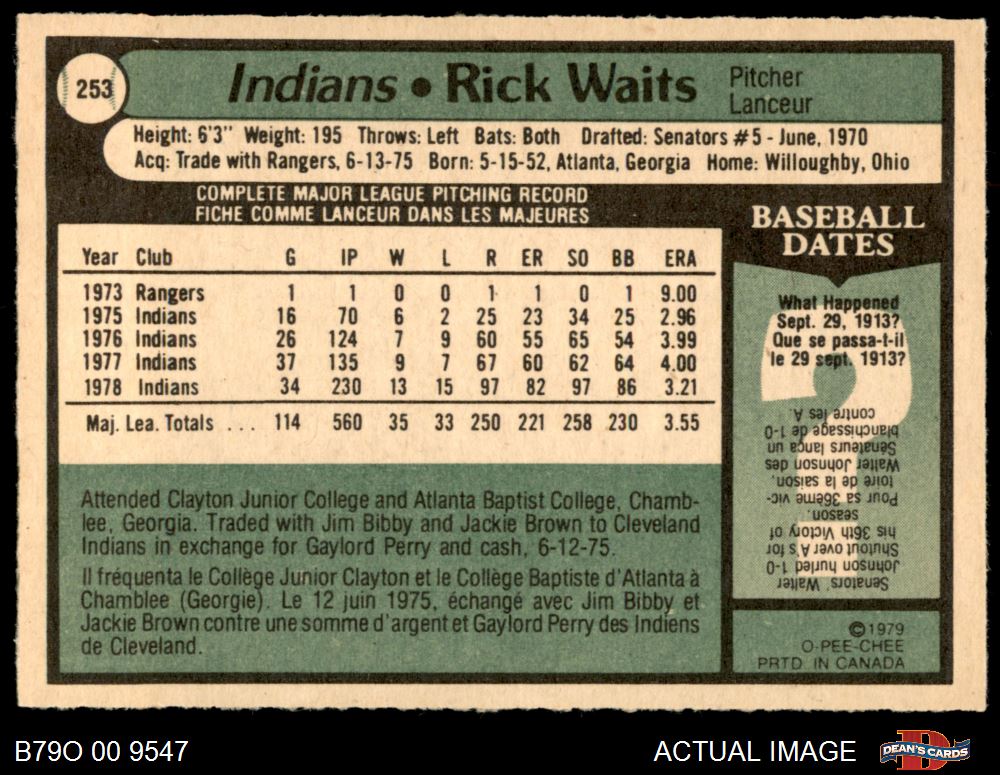 253
Indians • Rick Waits
Pitcher
Lanceur
Height: 6'3" Weight: 195 Throws: Left Bats: Both Drafted: Senators #5 - June, 1970
Acq: Trade with Rangers, 6-13-75 Born: 5-15-52, Atlanta, Georgia Home: Willoughby, Ohio
COMPLETE MAJOR LEAGUE PITCHING RECORD
FICHE COMME LANCEUR DANS LES MAJEURES
Year Club G IP W L R ER SO BB ERA
1973 Rangers 1 1 0 0 1 1 0 1 9.00
1975 Indians 16 70 6 2 25 23 34 25 2.96
1976 Indians 26 124 7 9 60 55 65 54 3.99
1977 Indians 37 135 9 7 67 60 62 64 4.00
1978 Indians 34 230 13 15 97 82 97 86 3.21
Maj. Lea. Totals ... 114 560 35 33 250 221 258 230 3.55
Attended Clayton Junior College and Atlanta Baptist College, Chamb-
lee, Georgia. Traded with Jim Bibby and Jackie Brown to Cleveland
Indians in exchange for Gaylord Perry and cash, 6-12-75.
Il fréquenta le Collège Junior Clayton et le Collège Baptiste d'Atlanta à
Chamblee (Georgie). Le 12 juin 1975, échangé avec Jim Bibby et
Jackie Brown contre une somme d'argent et Gaylord Perry des Indiens
de Cleveland.
BASEBALL
DATES
What Happened
Sept. 29, 1913?
Que se passa-t-il
le 29 sept. 1913?
Senators' Walter
Johnson hurled 1-0
Shutout over A's for
his 36th Victory of
season.
Pour sa 36ème vic-
toire de la saison.
Walter Johnson des
Sénateurs lança un
blanchissage de 1-0
contre les A.
©1979
O-PEE-CHEE
PRTD. IN CANADA
B79O 00 9547
ACTUAL IMAGE
DEAN'S CARDS